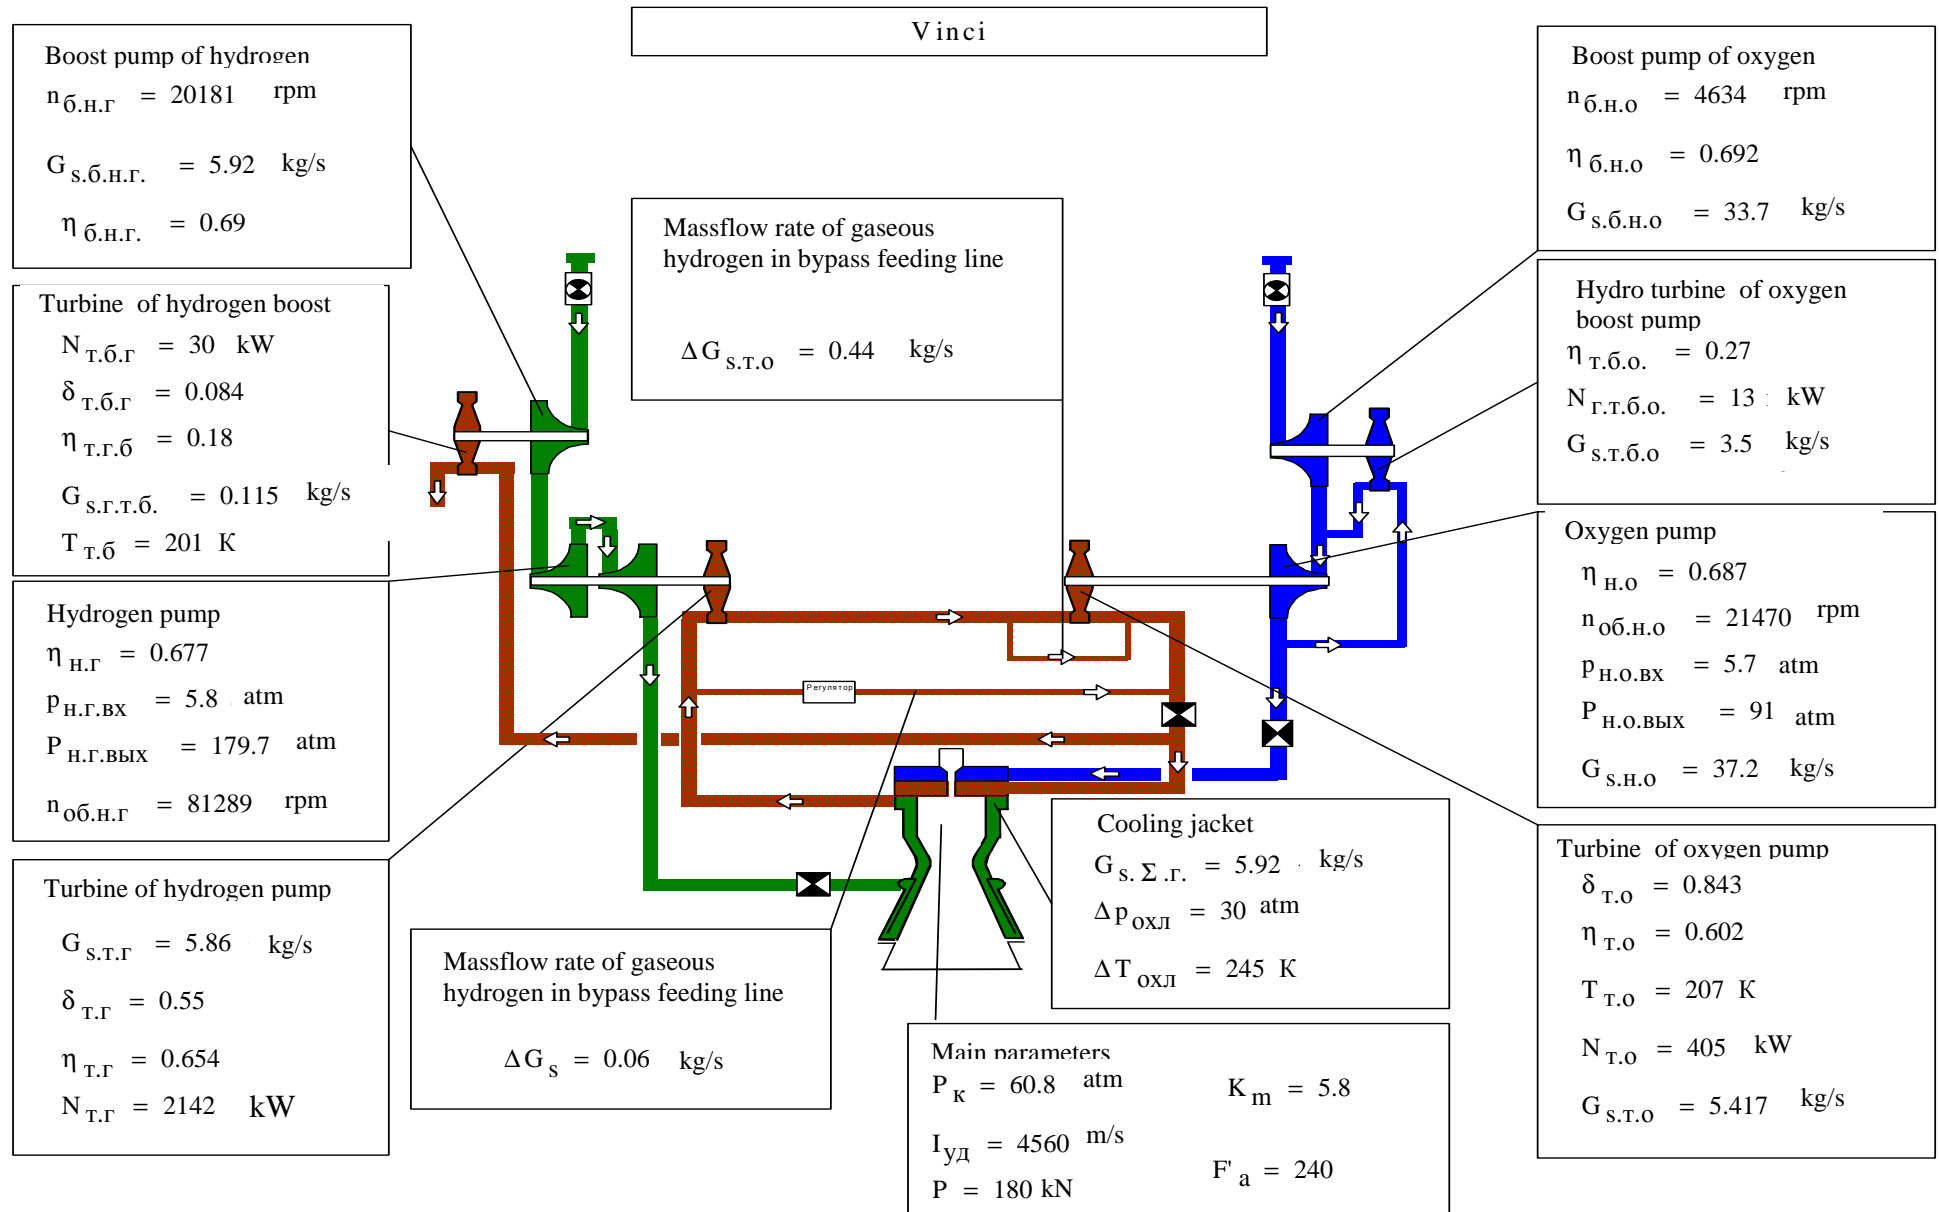 Vinci
Boost pump of hydrogen
n б.н.г = 20181 rpm
G s.б.н.г. = 5.92 kg/s
η б.н.г. = 0.69
Turbine of hydrogen boost
N т.б.г = 30 kW
δ т.б.г = 0.084
η т.г.б = 0.18
G s.г.т.б. = 0.115 kg/s
T т.б = 201 К
Hydrogen pump
η н.г = 0.677
p н.г.вх = 5.8 atm
P н.г.вых = 179.7 atm
n об.н.г = 81289 rpm
Turbine of hydrogen pump
G s.т.г = 5.86 kg/s
δ т.г = 0.55
η т.г = 0.654
N т.г = 2142 kW
Massflow rate of gaseous
hydrogen in bypass feeding line
ΔG s.т.о = 0.44 kg/s
Регулятор
Massflow rate of gaseous
hydrogen in bypass feeding line
ΔG s = 0.06 kg/s
Cooling jacket
G s.Σ.г. = 5.92 kg/s
Δp охл = 30 atm
ΔT охл = 245 К
Main parameters
P к = 60.8 atm
K m = 5.8
I уд = 4560 m/s
F' a = 240
P = 180 kN
Boost pump of oxygen
n б.н.о = 4634 rpm
η б.н.о = 0.692
G s.б.н.о = 33.7 kg/s
Hydro turbine of oxygen
boost pump
η т.б.о. = 0.27
N г.т.б.о. = 13 kW
G s.т.б.о = 3.5 kg/s
Oxygen pump
η н.о = 0.687
n об.н.о = 21470 rpm
p н.о.вх = 5.7 atm
P н.о.вых = 91 atm
G s.н.о = 37.2 kg/s
Turbine of oxygen pump
δ т.о = 0.843
η т.о = 0.602
T т.о = 207 К
N т.о = 405 kW
G s.т.о = 5.417 kg/s